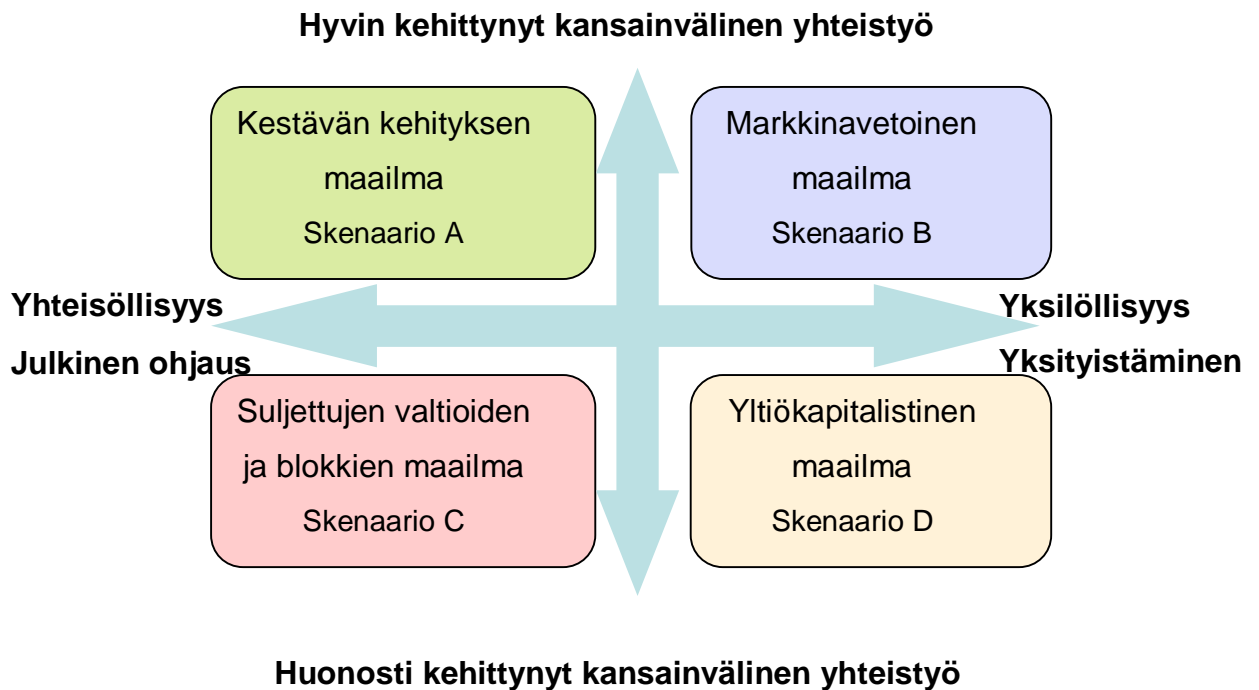 Hyvin kehittynyt kansainvälinen yhteistyö
Kestävän kehityksen
maailma
Skenaario A
Markkinavetoinen
maailma
Skenaario B
Yhteisöllisyys
Julkinen ohjaus
Yksilöllisyys
Yksityistäminen
Suljettujen valtioiden
ja blokkien maailma
Skenaario C
Yltiökapitalistinen
maailma
Skenaario D
Huonosti kehittynyt kansainvälinen yhteistyö